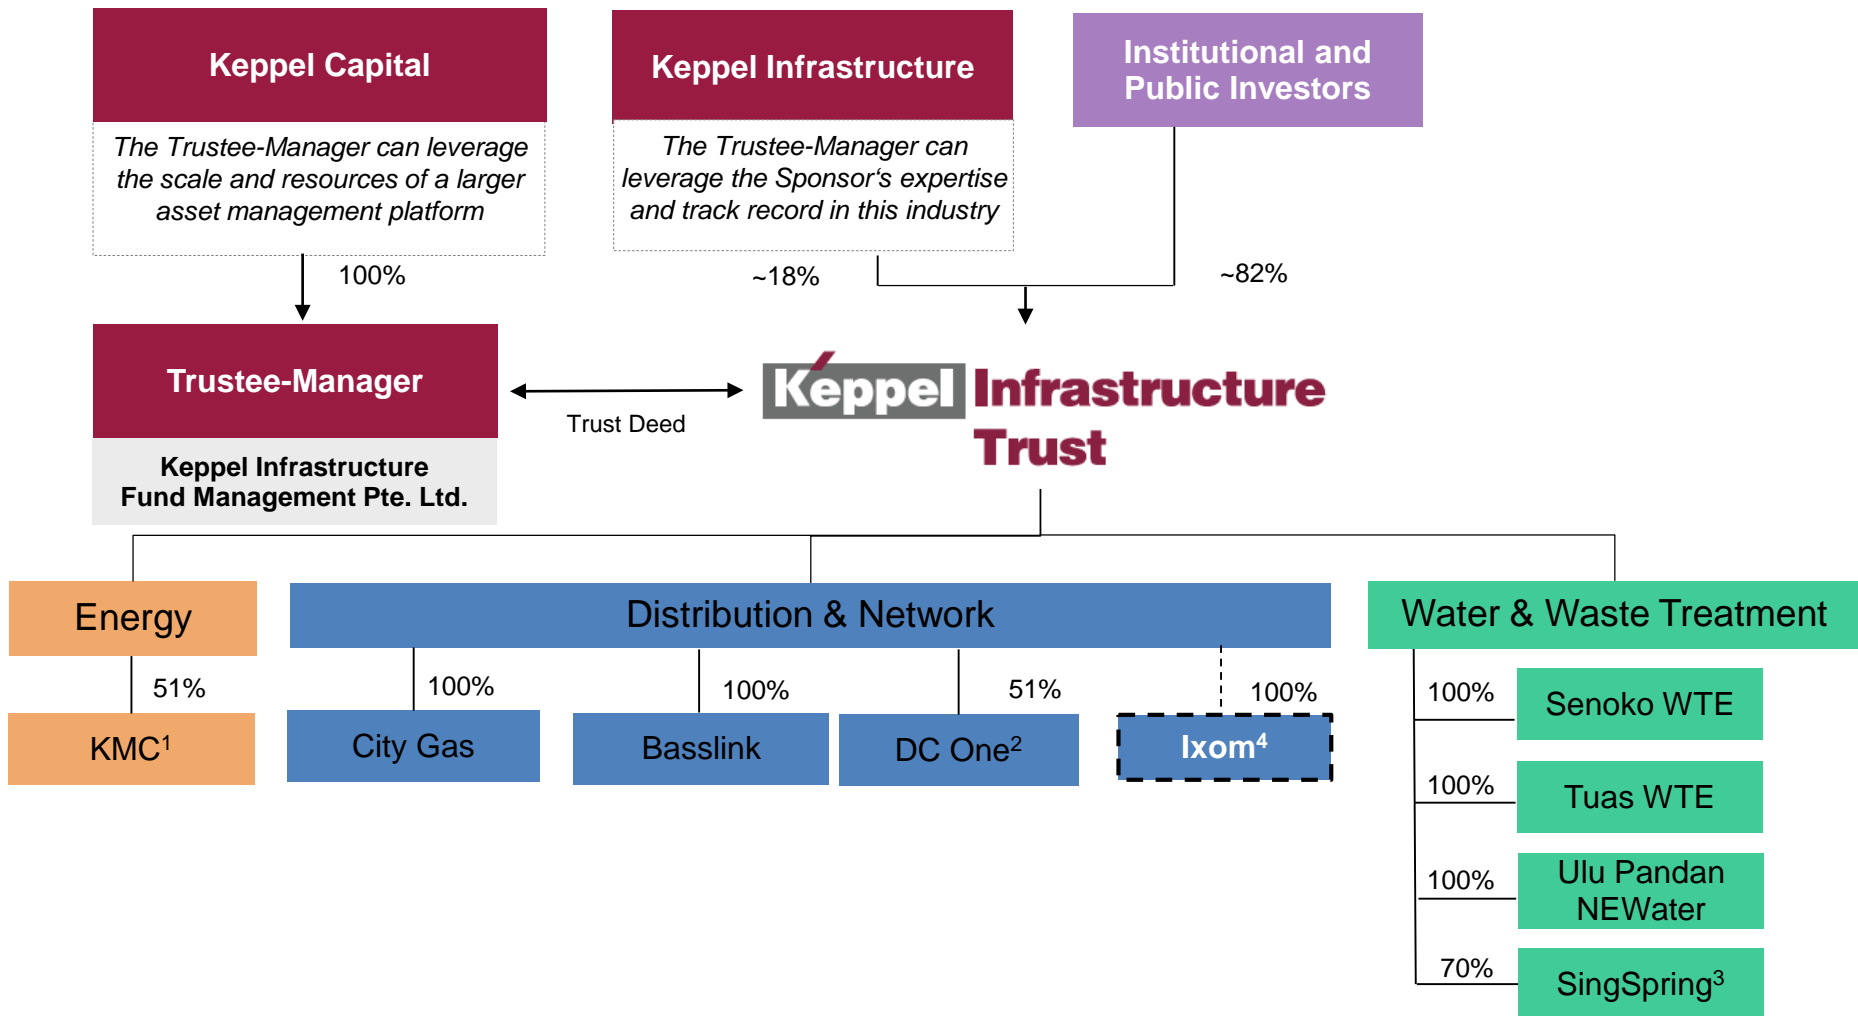 Keppel Capital
The Trustee-Manager can leverage
the scale and resources of a larger
asset management platform
Keppel Infrastructure
The Trustee-Manager can
leverage the Sponsor‘s expertise
and track record in this industry
Institutional and
Public Investors
100%
~18%
~82%
Trustee-Manager
Keppel Infrastructure
Fund Management Pte. Ltd.
Trust Deed
Keppel Infrastructure
Trust
Energy
Distribution & Network
Water & Waste Treatment
51%
100%
100%
51%
100%
KMC¹
City Gas
Basslink
DC One²
Ixom⁴
100%
Senoko WTE
100%
Tuas WTE
100%
Ulu Pandan
NEWater
70%
SingSpring³